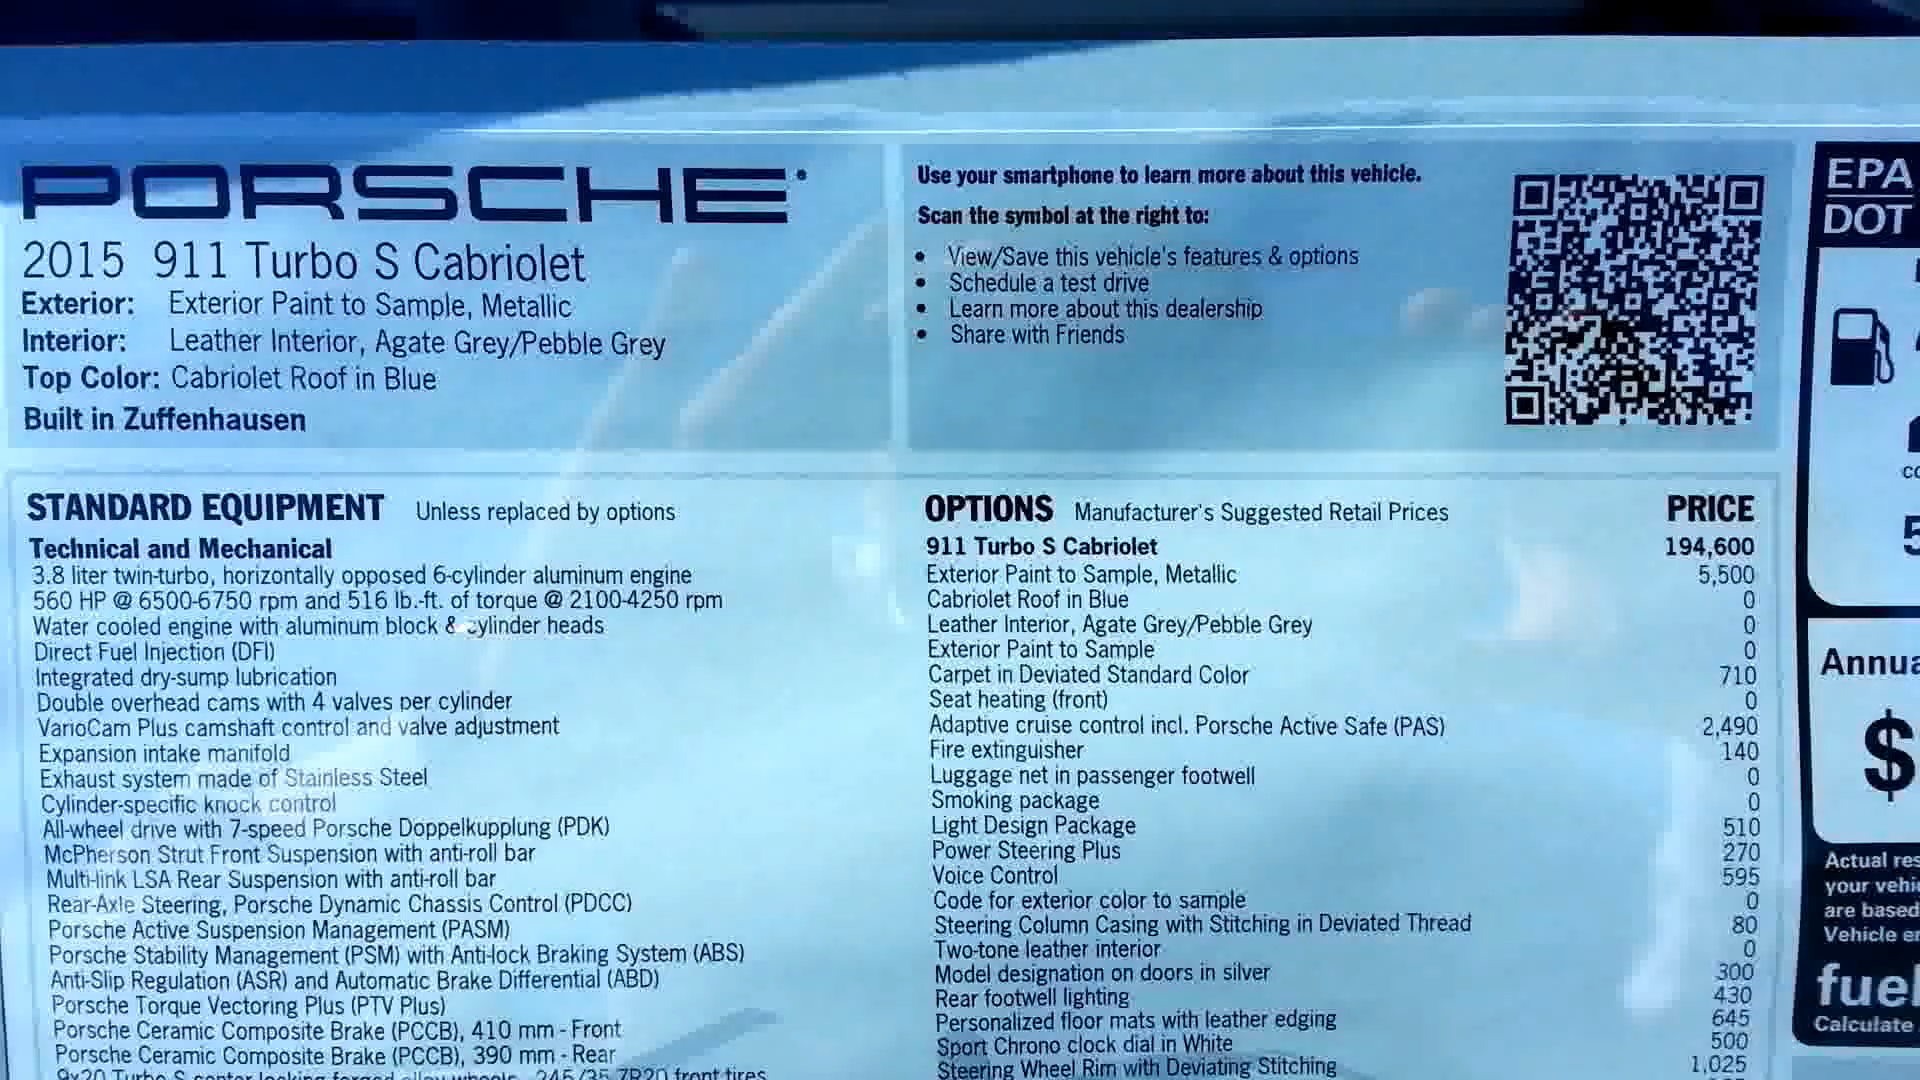 PORSCHE
2015 911 Turbo S Cabriolet
Exterior: Exterior Paint to Sample, Metallic
Interior: Leather Interior, Agate Grey/Pebble Grey
Top Color: Cabriolet Roof in Blue
Built in Zuffenhausen
Use your smartphone to learn more about this vehicle.
Scan the symbol at the right to:
• View/Save this vehicle's features & options
• Schedule a test drive
• Learn more about this dealership
• Share with Friends
STANDARD EQUIPMENT Unless replaced by options
Technical and Mechanical
3.8 liter twin-turbo, horizontally opposed 6-cylinder aluminum engine
560 HP @ 6500-6750 rpm and 516 lb.-ft. of torque @ 2100-4250 rpm
Water cooled engine with aluminum block & cylinder heads
Direct Fuel Injection (DFI)
Integrated dry-sump lubrication
Double overhead cams with 4 valves per cylinder
VarioCam Plus camshaft control and valve adjustment
Expansion intake manifold
Exhaust system made of Stainless Steel
Cylinder-specific knock control
All-wheel drive with 7-speed Porsche Doppelkupplung (PDK)
McPherson Strut Front Suspension with anti-roll bar
Multi-link LSA Rear Suspension with anti-roll bar
Rear-Axle Steering, Porsche Dynamic Chassis Control (PDCC)
Porsche Active Suspension Management (PASM)
Porsche Stability Management (PSM) with Anti-lock Braking System (ABS)
Anti-Slip Regulation (ASR) and Automatic Brake Differential (ABD)
Porsche Torque Vectoring Plus (PTV Plus)
Porsche Ceramic Composite Brake (PCCB), 410 mm - Front
Porsche Ceramic Composite Brake (PCCB), 390 mm - Rear
9x20 Turbo S center locking forged alloy wheels, 245/35 ZR20 front tires
OPTIONS Manufacturer's Suggested Retail Prices PRICE
911 Turbo S Cabriolet 194,600
Exterior Paint to Sample, Metallic 5,500
Cabriolet Roof in Blue 0
Leather Interior, Agate Grey/Pebble Grey 0
Exterior Paint to Sample 0
Carpet in Deviated Standard Color 710
Seat heating (front) 0
Adaptive cruise control incl. Porsche Active Safe (PAS) 2,490
Fire extinguisher 140
Luggage net in passenger footwell 0
Smoking package 0
Light Design Package 510
Power Steering Plus 270
Voice Control 595
Code for exterior color to sample 0
Steering Column Casing with Stitching in Deviated Thread 80
Two-tone leather interior 0
Model designation on doors in silver 300
Rear footwell lighting 430
Personalized floor mats with leather edging 645
Sport Chrono clock dial in White 500
Steering Wheel Rim with Deviating Stitching 1,025
EPA
DOT
5
Annua
$
Actual res
your vehi
are based
Vehicle e
fuel
Calculate